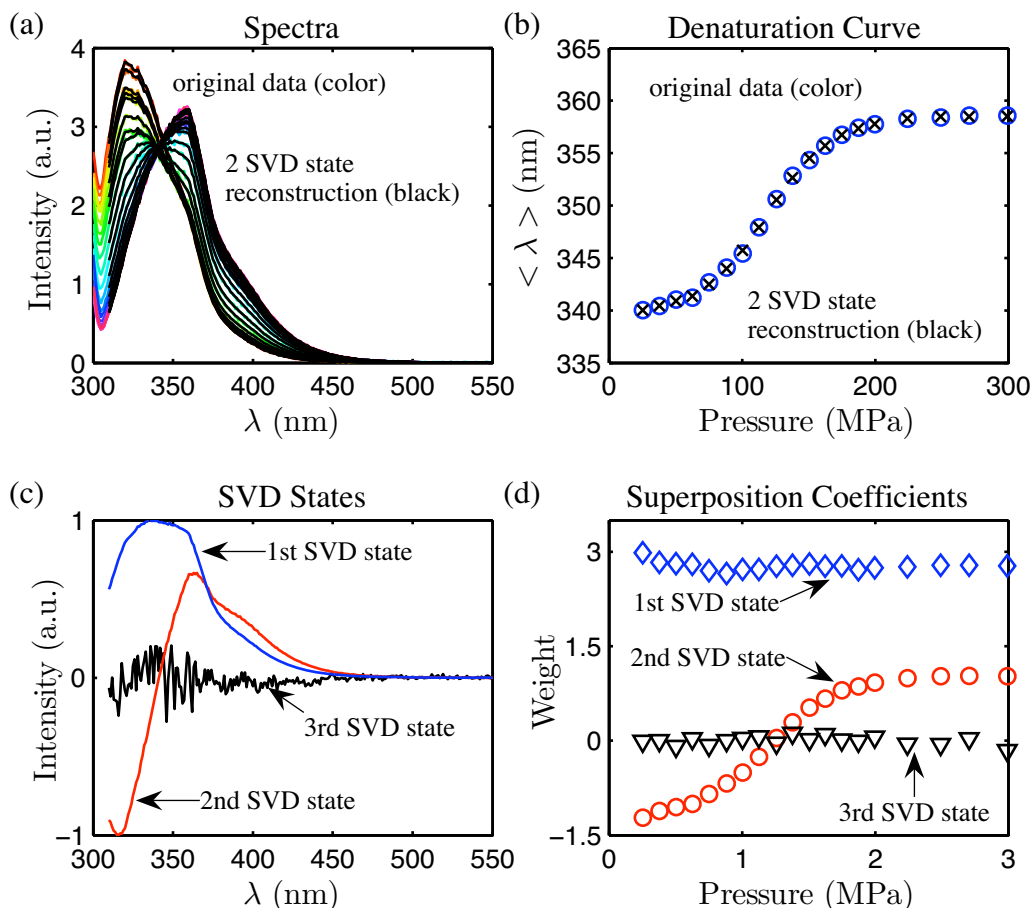 (a)
Spectra
Intensity (a.u.)
4
3
2
1
0
original data (color)
2 SVD state
reconstruction (black)
300
350
400
450
500
550
λ (nm)
(b)
Denaturation Curve
< λ > (nm)
365
360
355
350
345
340
335
original data (color)
2 SVD state
reconstruction (black)
0
100
200
300
Pressure (MPa)
(c)
SVD States
Intensity (a.u.)
1
0
−1
1st SVD state
3rd SVD state
2nd SVD state
300
350
400
450
500
550
λ (nm)
(d)
Superposition Coefficients
Weight
3
1.5
0
−1.5
1st SVD state
2nd SVD state
3rd SVD state
0
1
2
3
Pressure (MPa)